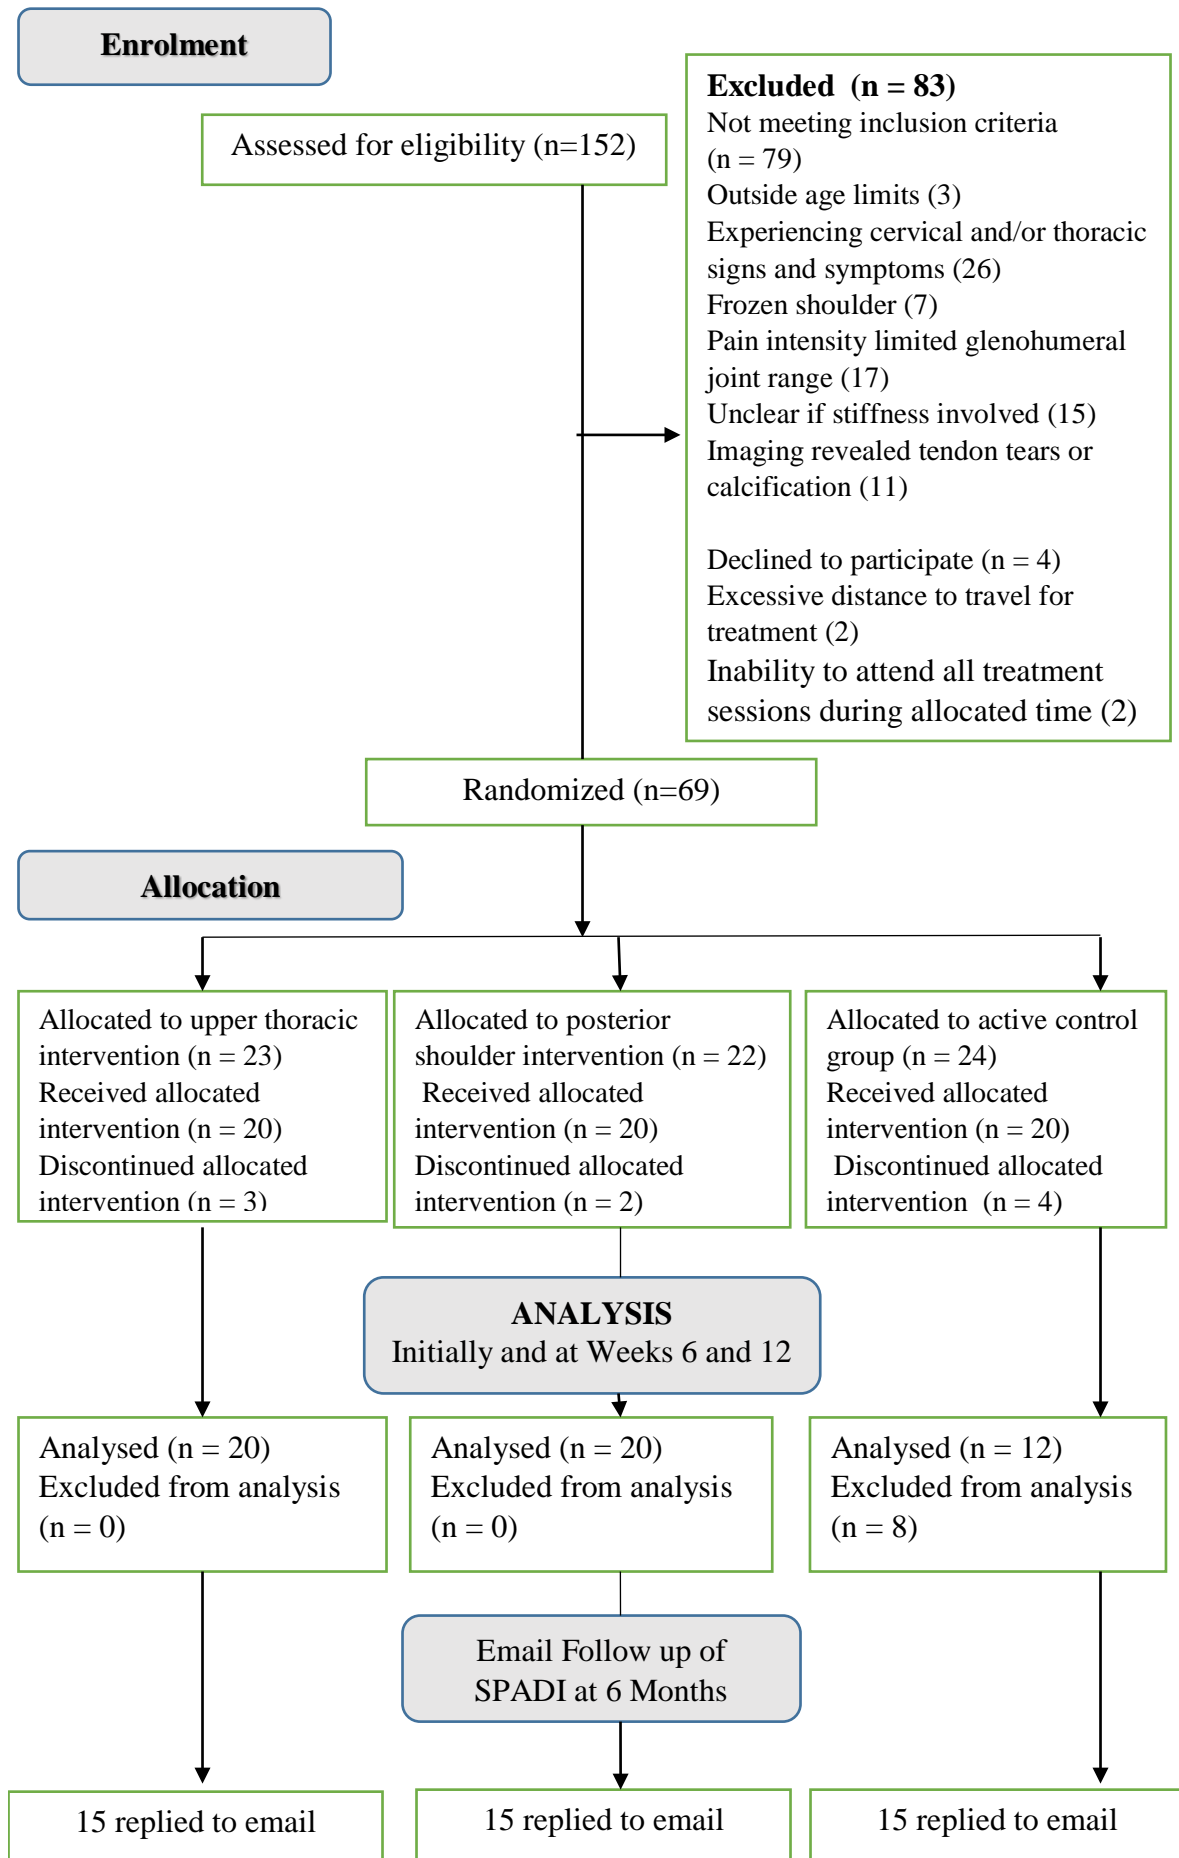 Enrolment
Assessed for eligibility (n=152)
Excluded (n = 83)
Not meeting inclusion criteria
(n = 79)
Outside age limits (3)
Experiencing cervical and/or thoracic
signs and symptoms (26)
Frozen shoulder (7)
Pain intensity limited glenohumeral
joint range (17)
Unclear if stiffness involved (15)
Imaging revealed tendon tears or
calcification (11)
Declined to participate (n = 4)
Excessive distance to travel for
treatment (2)
Inability to attend all treatment
sessions during allocated time (2)
Randomized (n=69)
Allocation
Allocated to upper thoracic
intervention (n = 23)
Received allocated
intervention (n = 20)
Discontinued allocated
intervention (n = 3)
Allocated to posterior
shoulder intervention (n = 22)
Received allocated
intervention (n = 20)
Discontinued allocated
intervention (n = 2)
Allocated to active control
group (n = 24)
Received allocated
intervention (n = 20)
Discontinued allocated
intervention (n = 4)
ANALYSIS
Initially and at Weeks 6 and 12
Analysed (n = 20)
Excluded from analysis
(n = 0)
Analysed (n = 20)
Excluded from analysis
(n = 0)
Analysed (n = 12)
Excluded from analysis
(n = 8)
Email Follow up of
SPADI at 6 Months
15 replied to email
15 replied to email
15 replied to email